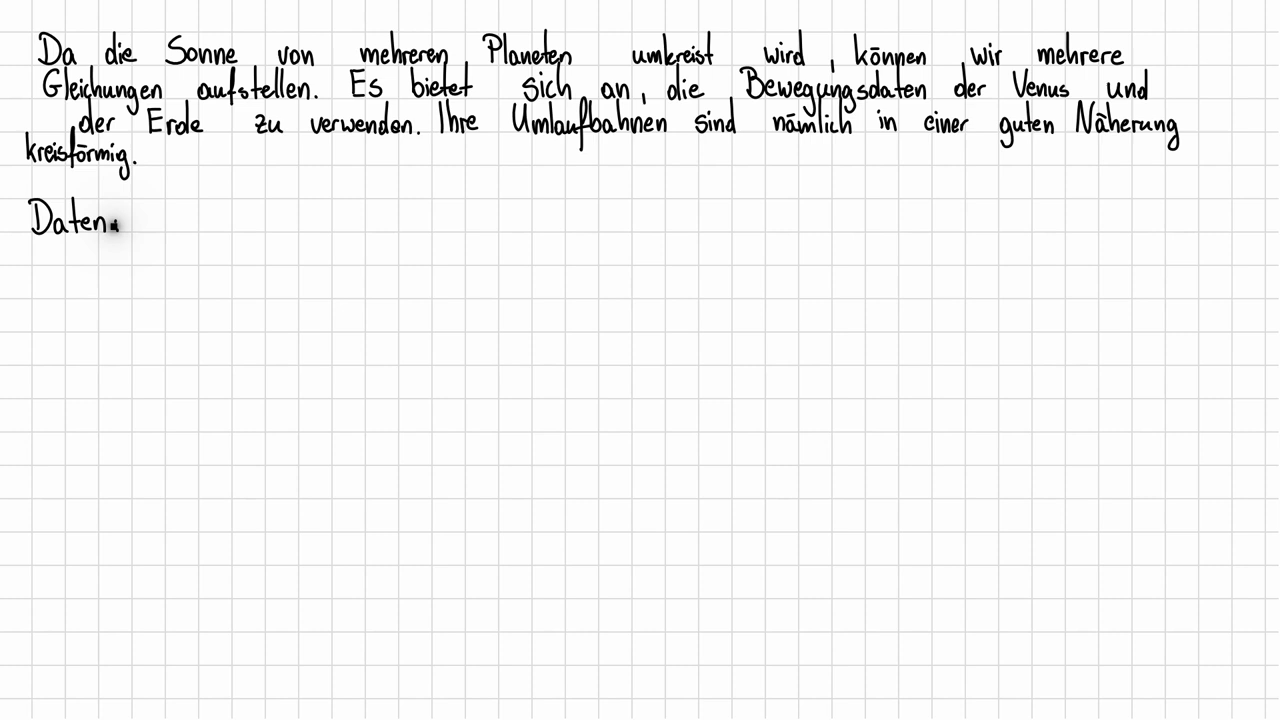 Da die Sonne von mehreren Planeten umkreist wird, können wir mehrere
Gleichungen aufstellen. Es bietet sich an, die Bewegungsdaten der Venus und
der Erde zu verwenden. Ihre Umlaufbahnen sind nämlich in einer guten Näherung
kreisförmig.
Daten.